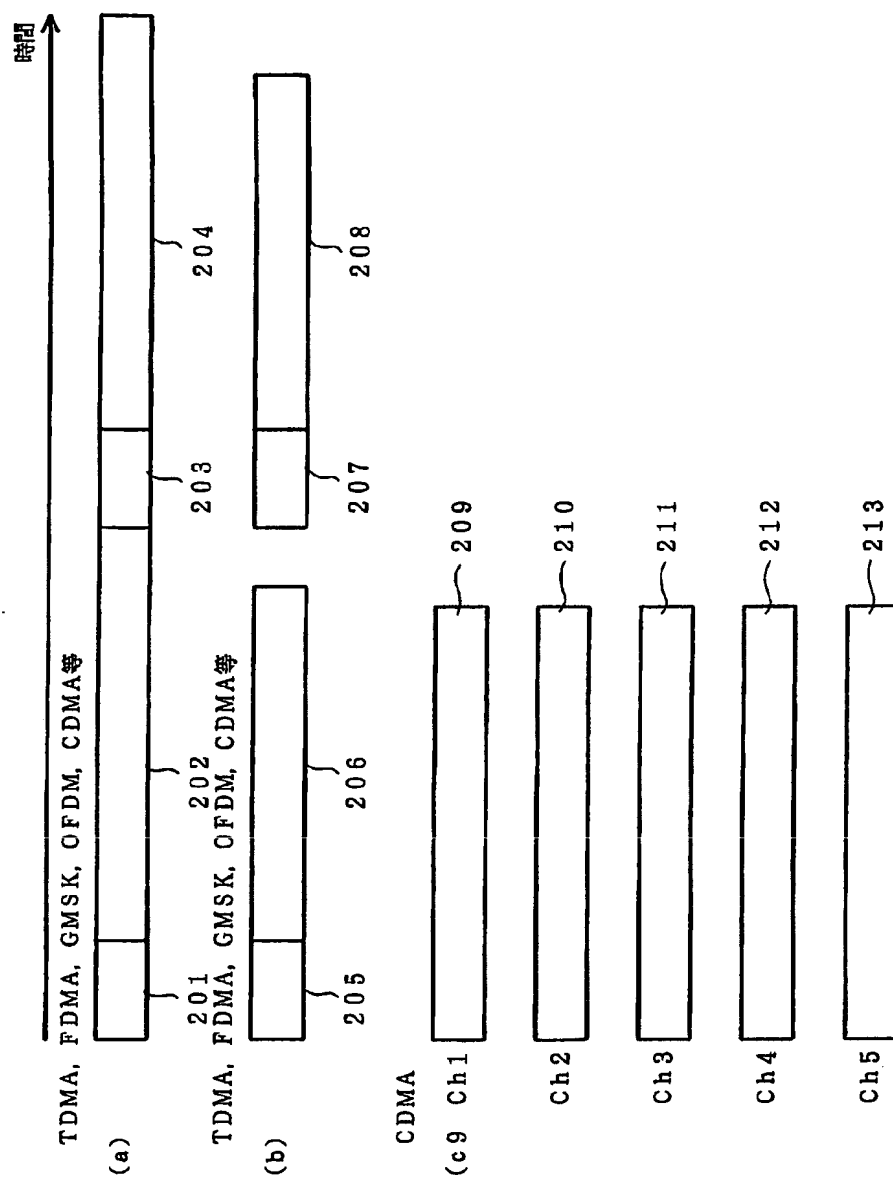 時間
TDMA, FDMA, GMSK, OFDM, CDMA等
(a)
201 202 203 204
TDMA, FDMA, GMSK, OFDM, CDMA等
(b)
205 206 207 208
CDMA
(c9 Ch1 209
Ch2 210
Ch3 211
Ch4 212
Ch5 213